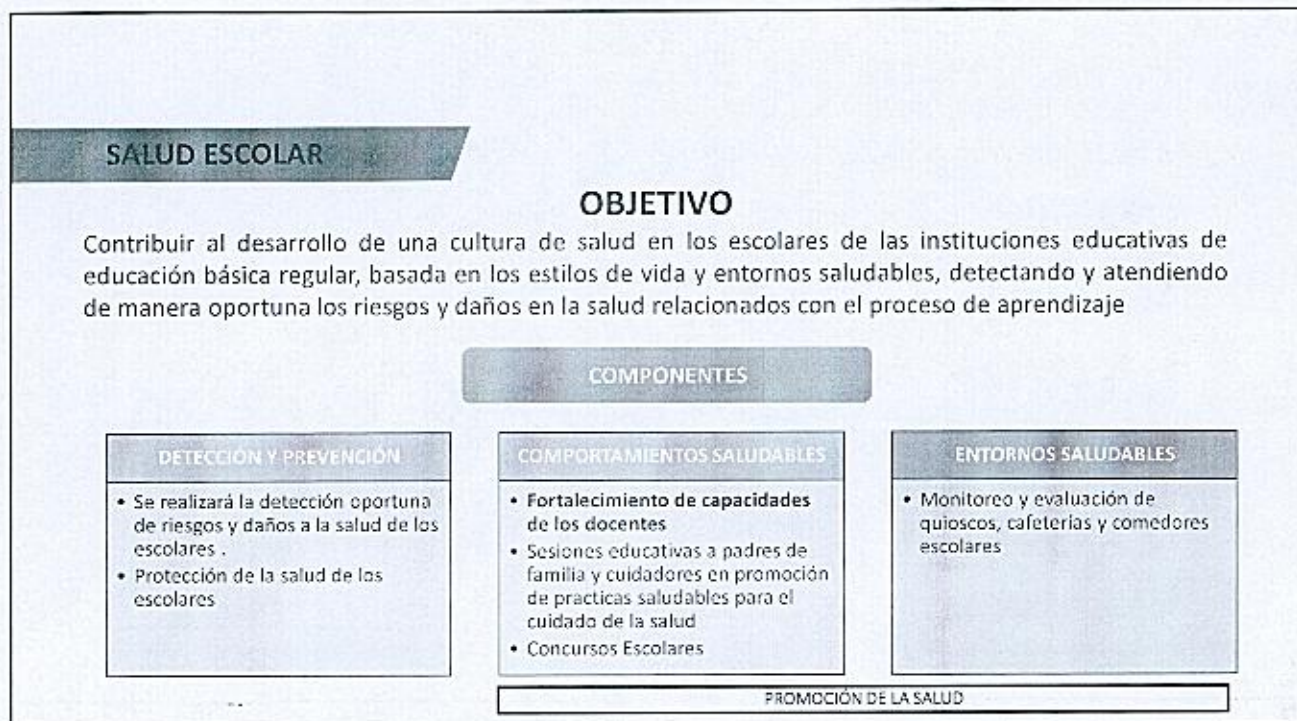 SALUD ESCOLAR
OBJETIVO
Contribuir al desarrollo de una cultura de salud en los escolares de las instituciones educativas de
educación básica regular, basada en los estilos de vida y entornos saludables, detectando y atendiendo
de manera oportuna los riesgos y daños en la salud relacionados con el proceso de aprendizaje
COMPONENTES
DETECCIÓN Y PREVENCIÓN
• Se realizará la detección oportuna
de riesgos y daños a la salud de los
escolares .
• Protección de la salud de los
escolares
COMPORTAMIENTOS SALUDABLES
• Fortalecimiento de capacidades
de los docentes
• Sesiones educativas a padres de
familia y cuidadores en promoción
de practicas saludables para el
cuidado de la salud
• Concursos Escolares
ENTORNOS SALUDABLES
• Monitoreo y evaluación de
quioscos, cafeterias y comedores
escolares
PROMOCIÓN DE LA SALUD